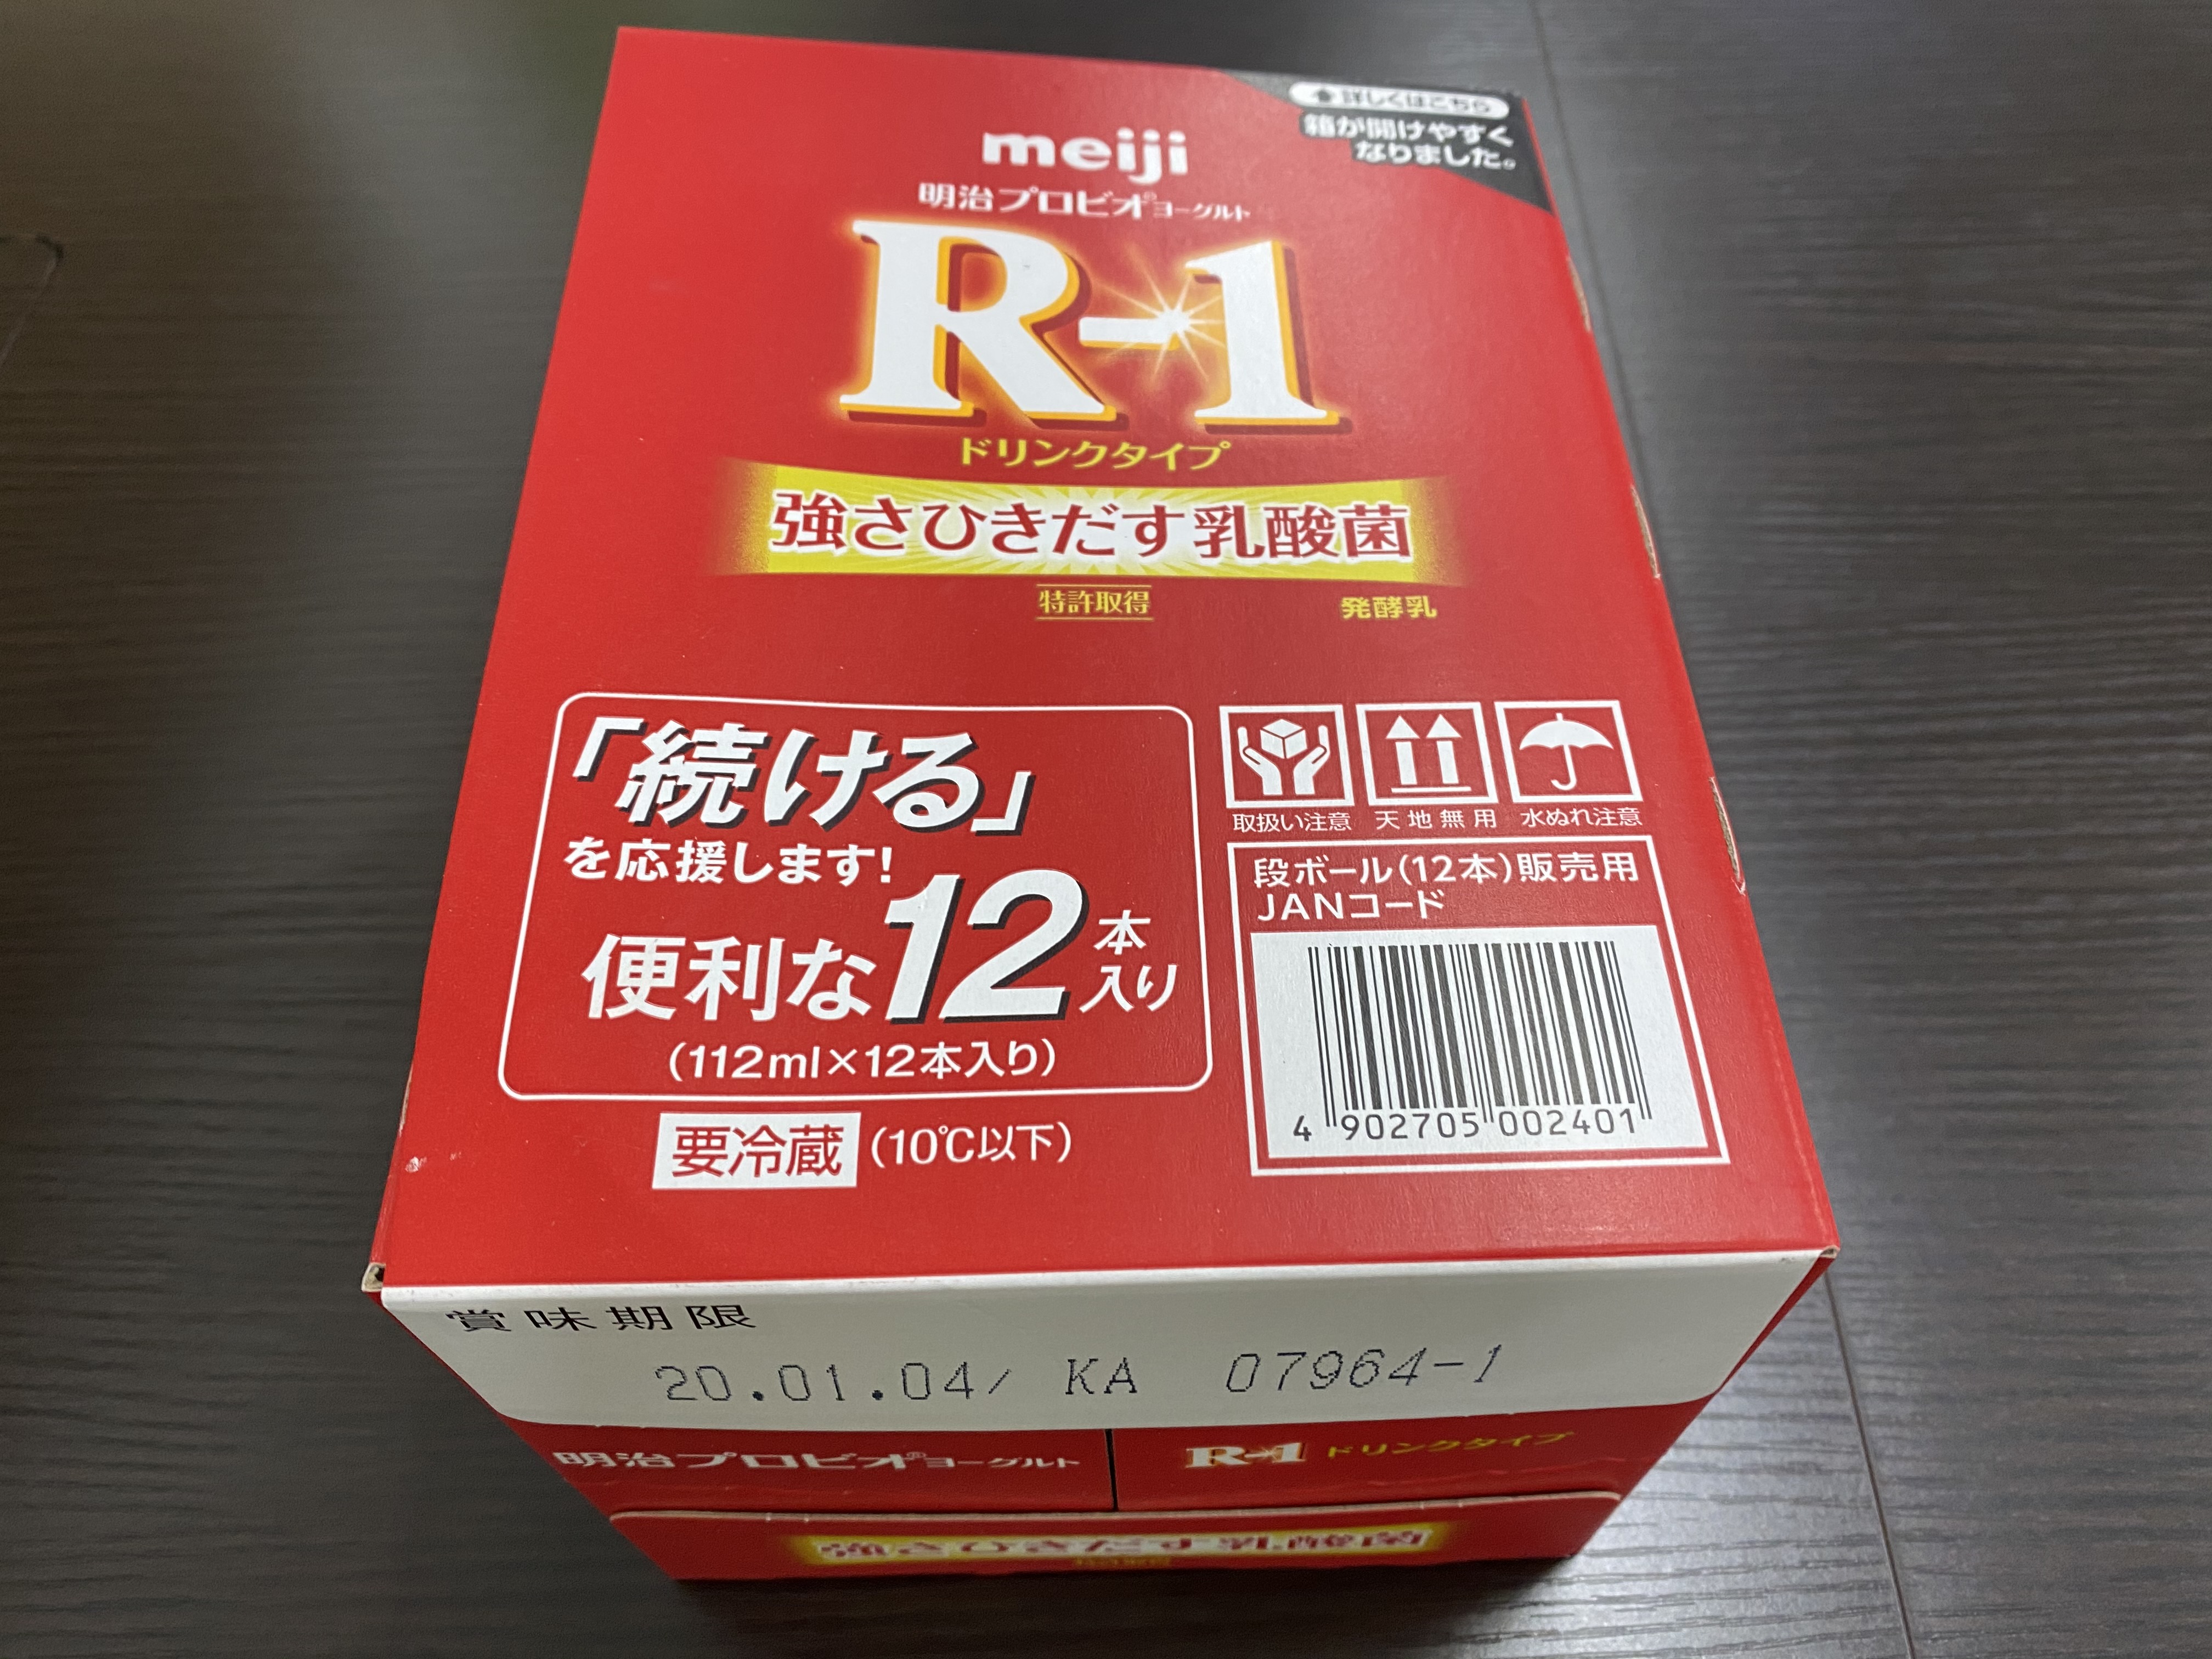 詳しくはこちら
箱が開けやすく
なりました。
meiji
明治プロビオヨーグルト
R-1
ドリンクタイプ
強さひきだす乳酸菌
特許取得
発酵乳
「続ける」
を応援します!
便利な12本入り
(112ml×12本入り)
要冷蔵(10℃以下)
取扱い注意 天地無用 水ぬれ注意
段ボール(12本)販売用
JANコード
4 902705 002401
賞味期限
20.01.04/ KA 07964-1
明治プロビオヨーグルト R-1 ドリンクタイプ
強さひきだす乳酸菌